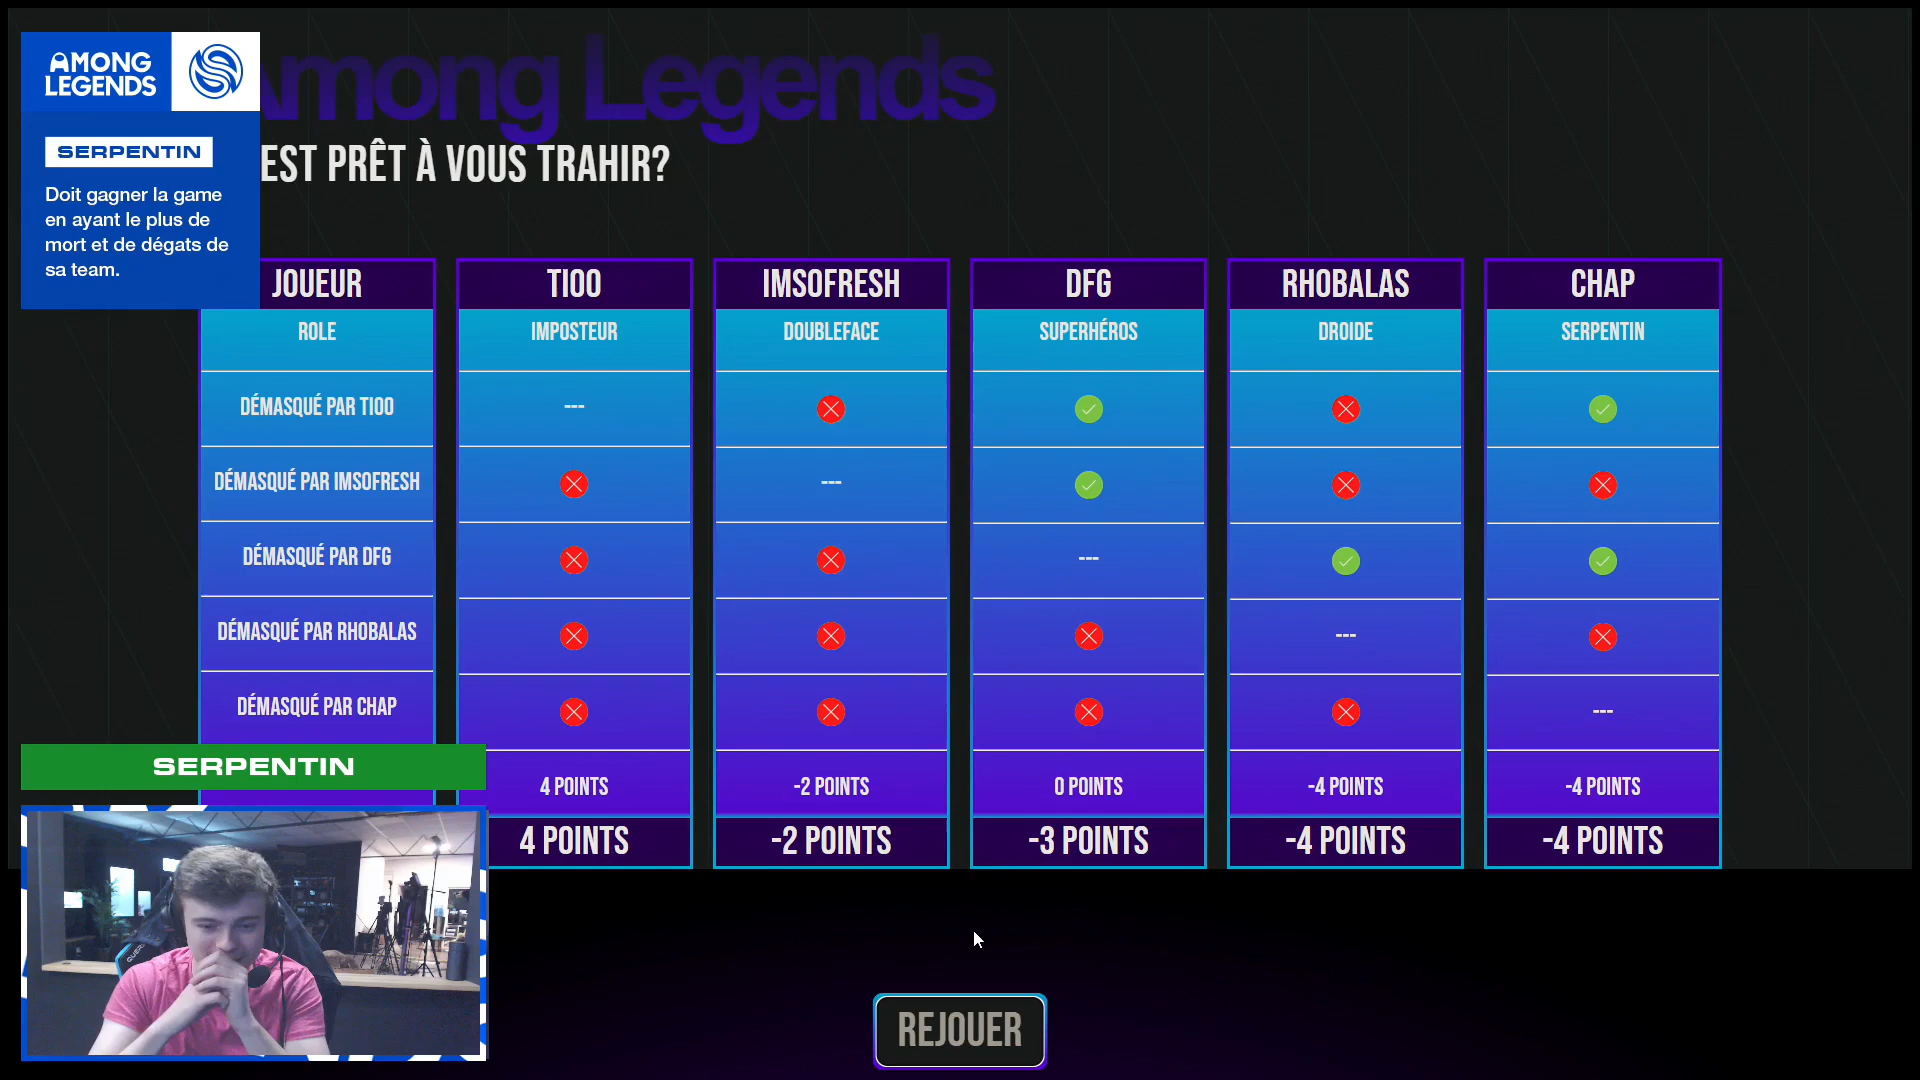 AMONG
LEGENDS
Among Legends
EST PRÊT À VOUS TRAHIR?
SERPENTIN
Doit gagner la game
en ayant le plus de
mort et de dégats de
sa team.
JOUEUR TIOO IMSOFRESH DFG RHOBALAS CHAP
ROLE IMPOSTEUR DOUBLEFACE SUPERHÉROS DROIDE SERPENTIN
DÉMASQUÉ PAR TIOO ---
DÉMASQUÉ PAR IMSOFRESH ---
DÉMASQUÉ PAR DFG ---
DÉMASQUÉ PAR RHOBALAS ---
DÉMASQUÉ PAR CHAP ---
4 POINTS -2 POINTS 0 POINTS -4 POINTS -4 POINTS
4 POINTS -2 POINTS -3 POINTS -4 POINTS -4 POINTS
SERPENTIN
REJOUER